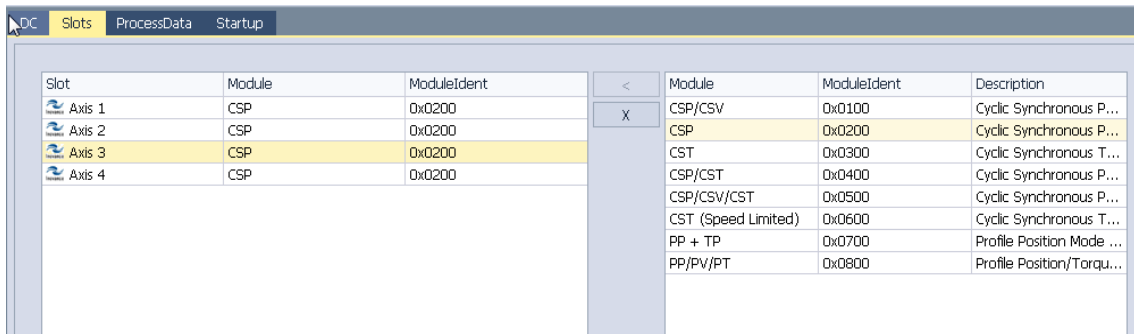 DC Slots ProcessData Startup
Slot Module ModuleIdent < Module ModuleIdent Description
Axis 1 CSP 0x0200 X CSP/CSV 0x0100 Cyclic Synchronous P...
Axis 2 CSP 0x0200 CSP 0x0200 Cyclic Synchronous P...
Axis 3 CSP 0x0200 CST 0x0300 Cyclic Synchronous T...
Axis 4 CSP 0x0200 CSP/CST 0x0400 Cyclic Synchronous P...
CSP/CSV/CST 0x0500 Cyclic Synchronous P...
CST (Speed Limited) 0x0600 Cyclic Synchronous T...
PP + TP 0x0700 Profile Position Mode ...
PP/PV/PT 0x0800 Profile Position/Torqu...